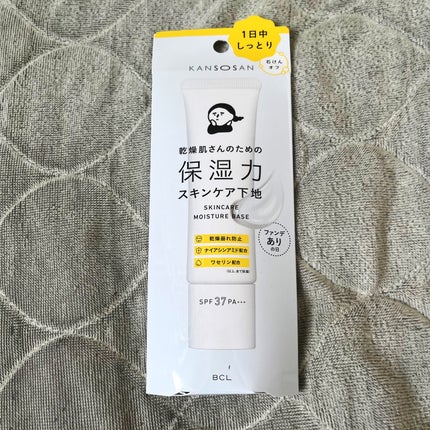 1日中
しっとり
石けん
オフ
KANSOSAN
乾燥肌さんのための
保湿力
スキンケア下地
SKINCARE
MOISTURE BASE
乾燥崩れ防止
ナイアシンアミド配合
ワセリン配合
ファンデ
あり
の日
SPF 37 PA+++
BCL